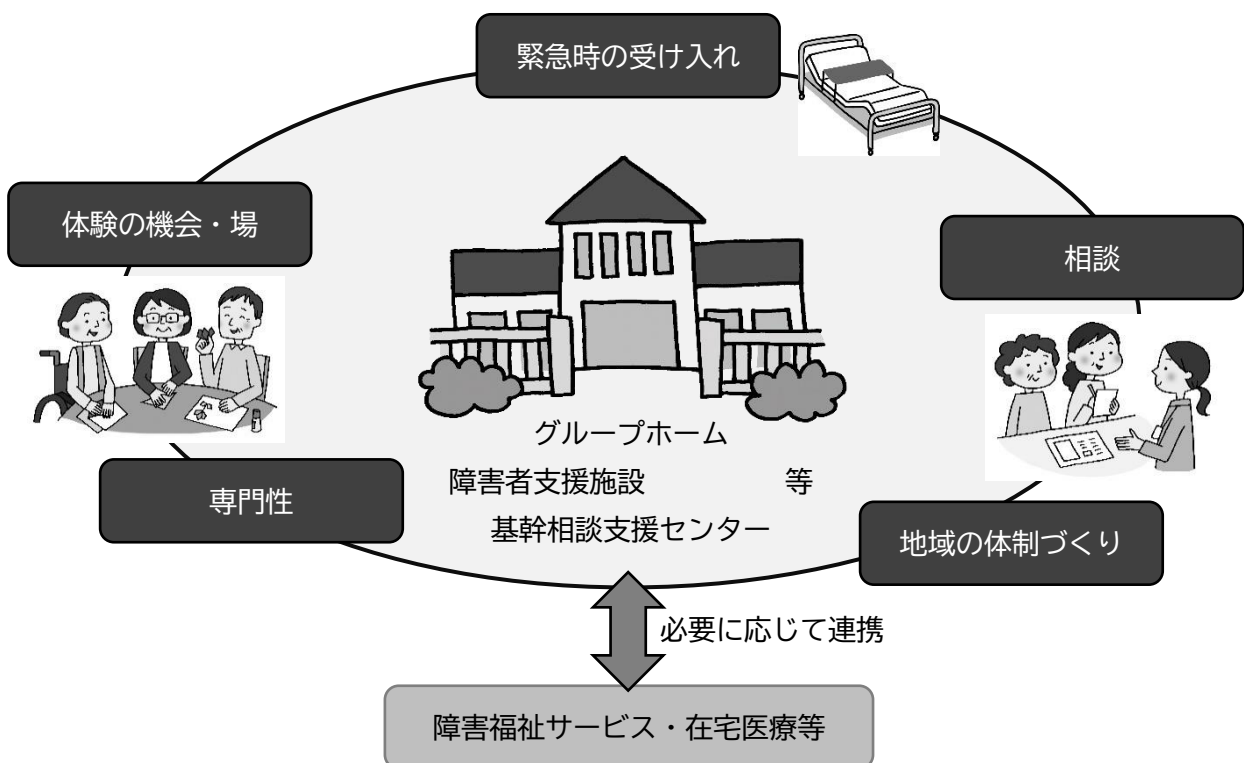 緊急時の受け入れ
体験の機会・場
相談
グループホーム
障害者支援施設　　　　　等
基幹相談支援センター
専門性
地域の体制づくり
必要に応じて連携
障害福祉サービス・在宅医療等